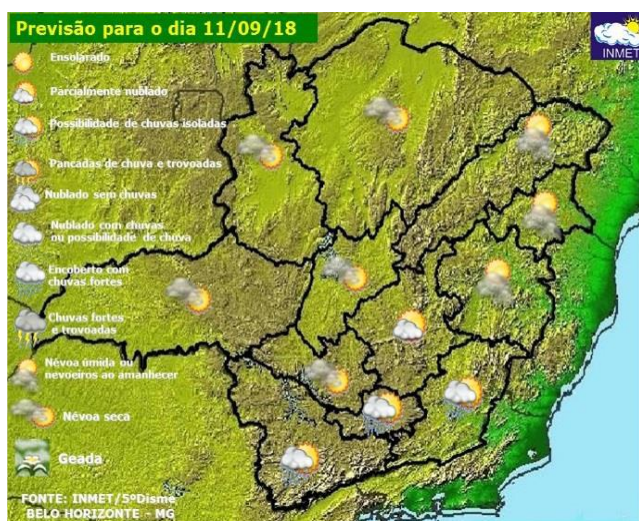 Previsão para o dia 11/09/18
INMET
Ensolarado
Parcialmente nublado
Possibilidade de chuvas isoladas
Pancadas de chuva e trovoadas
Nublado sem chuvas
Nublado com chuvas
ou possibilidade de chuva
Encoberto com
chuvas fortes
Chuvas fortes
e trovoadas
Névoa úmida ou
nevoeiros ao amanhecer
Névoa seca
Geada
FONTE: INMET/5ºDisme
BELO HORIZONTE - MG